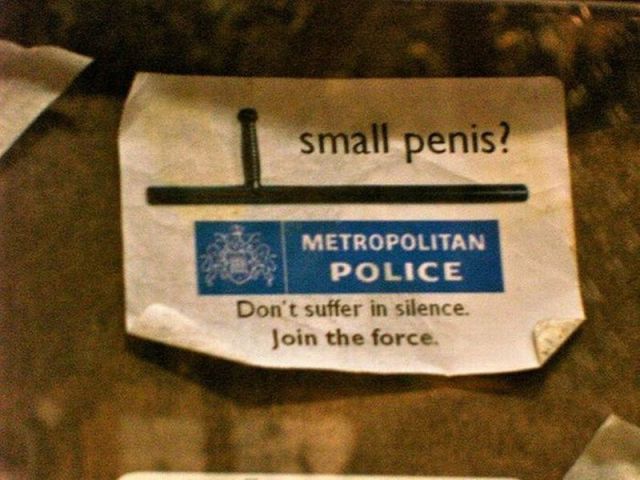 small penis?
METROPOLITAN
POLICE
Don't suffer in silence.
Join the force.